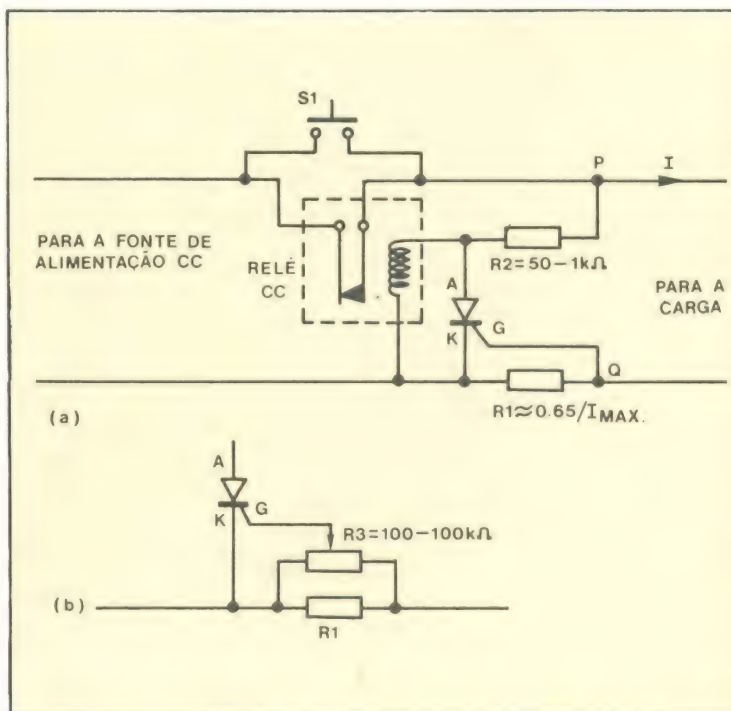 S1
P
I
PARA A FONTE DE
ALIMENTAÇÃO CC
RELÉ
CC
R2=50-1kΩ
PARA A
CARGA
A
K
G
Q
R1≈0.65/IMAX.
(a)
A
K
G
R3=100-100kΩ
(b)
R1